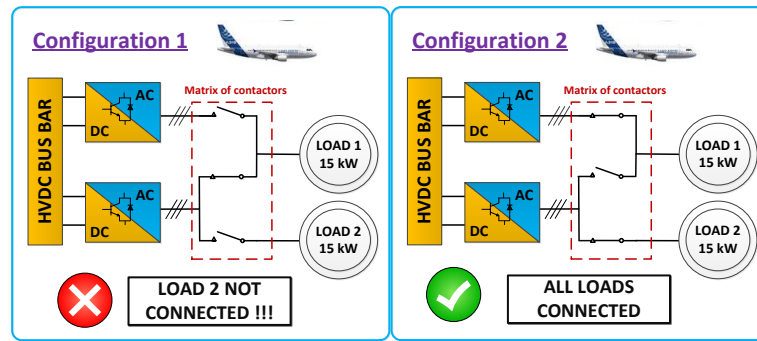 Configuration 1
Matrix of contactors
HVDC BUS BAR
AC
DC
LOAD 1
15 kW
AC
DC
LOAD 2
15 kW
LOAD 2 NOT
CONNECTED !!!
Configuration 2
Matrix of contactors
HVDC BUS BAR
AC
DC
LOAD 1
15 kW
AC
DC
LOAD 2
15 kW
ALL LOADS
CONNECTED